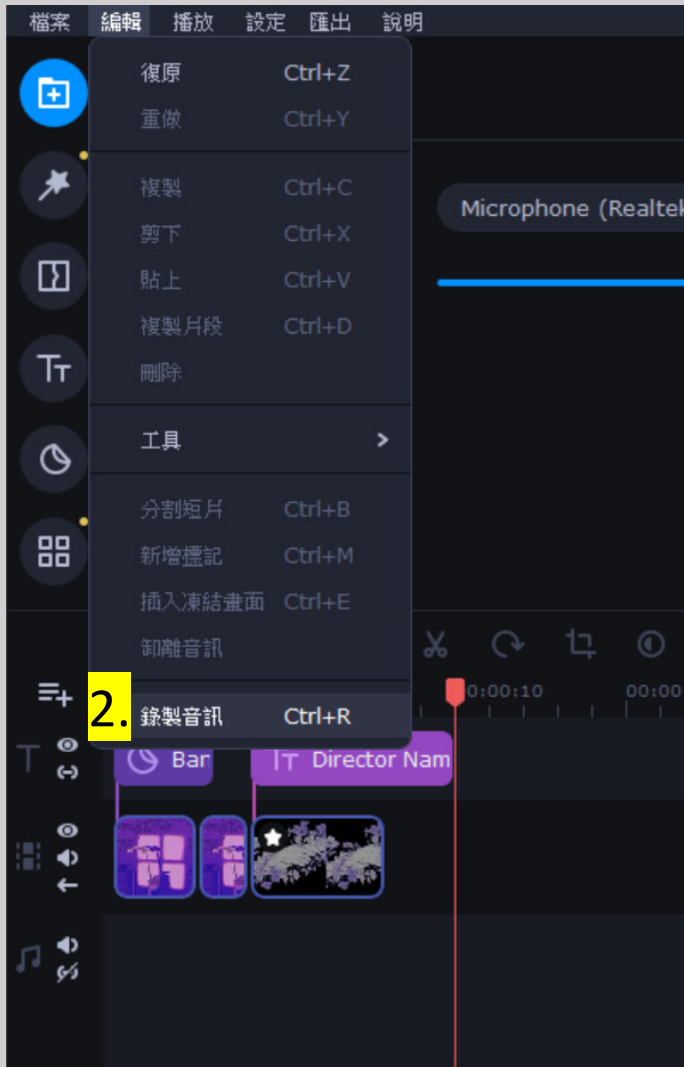 檔案 編輯 播放 設定 匯出 說明
復原 Ctrl+Z
重做 Ctrl+Y
複製 Ctrl+C
剪下 Ctrl+X
貼上 Ctrl+V
複製片段 Ctrl+D
刪除
工具
分割短片 Ctrl+B
新增標記 Ctrl+M
插入凍結畫面 Ctrl+E
卸離音訊
2. 錄製音訊 Ctrl+R
Microphone (Realtek
0:00:10 00:00
Bar Director Nam